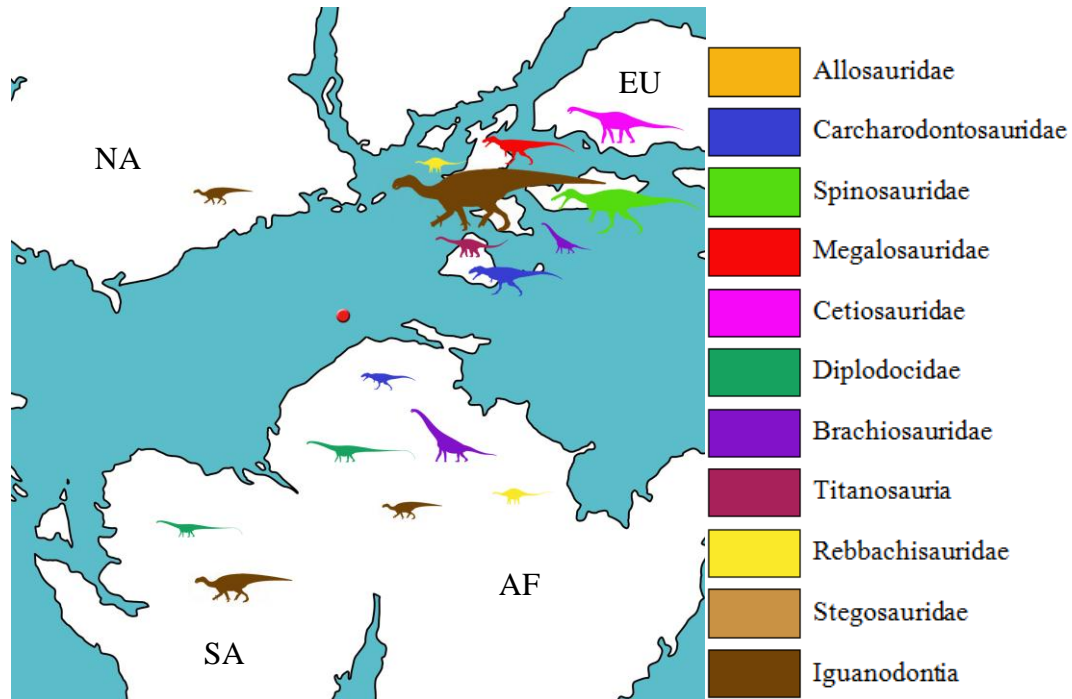 EU
NA
AF
SA
Allosauridae
Carcharodontosauridae
Spinosauridae
Megalosauridae
Cetiosauridae
Diplodocidae
Brachiosauridae
Titanosauria
Rebbachisauridae
Stegosauridae
Iguanodontia